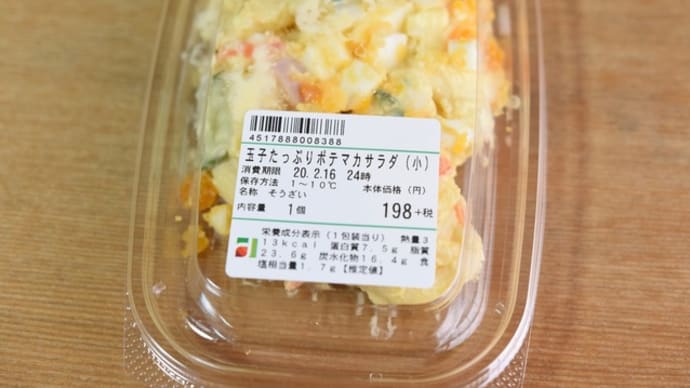 4517888008388
玉子たっぷりポテマカサラダ(小)
消費期限 20.2.16 24時
保存方法 1~10℃ 本体価格(円)
名称 そうざい
内容量 1個 198+税
栄養成分表示(1包装当り) 熱量3
13kcal 蛋白質7.5g 脂質
23.6g 炭水化物16.4g 食
塩相当量1.7g【推定値】